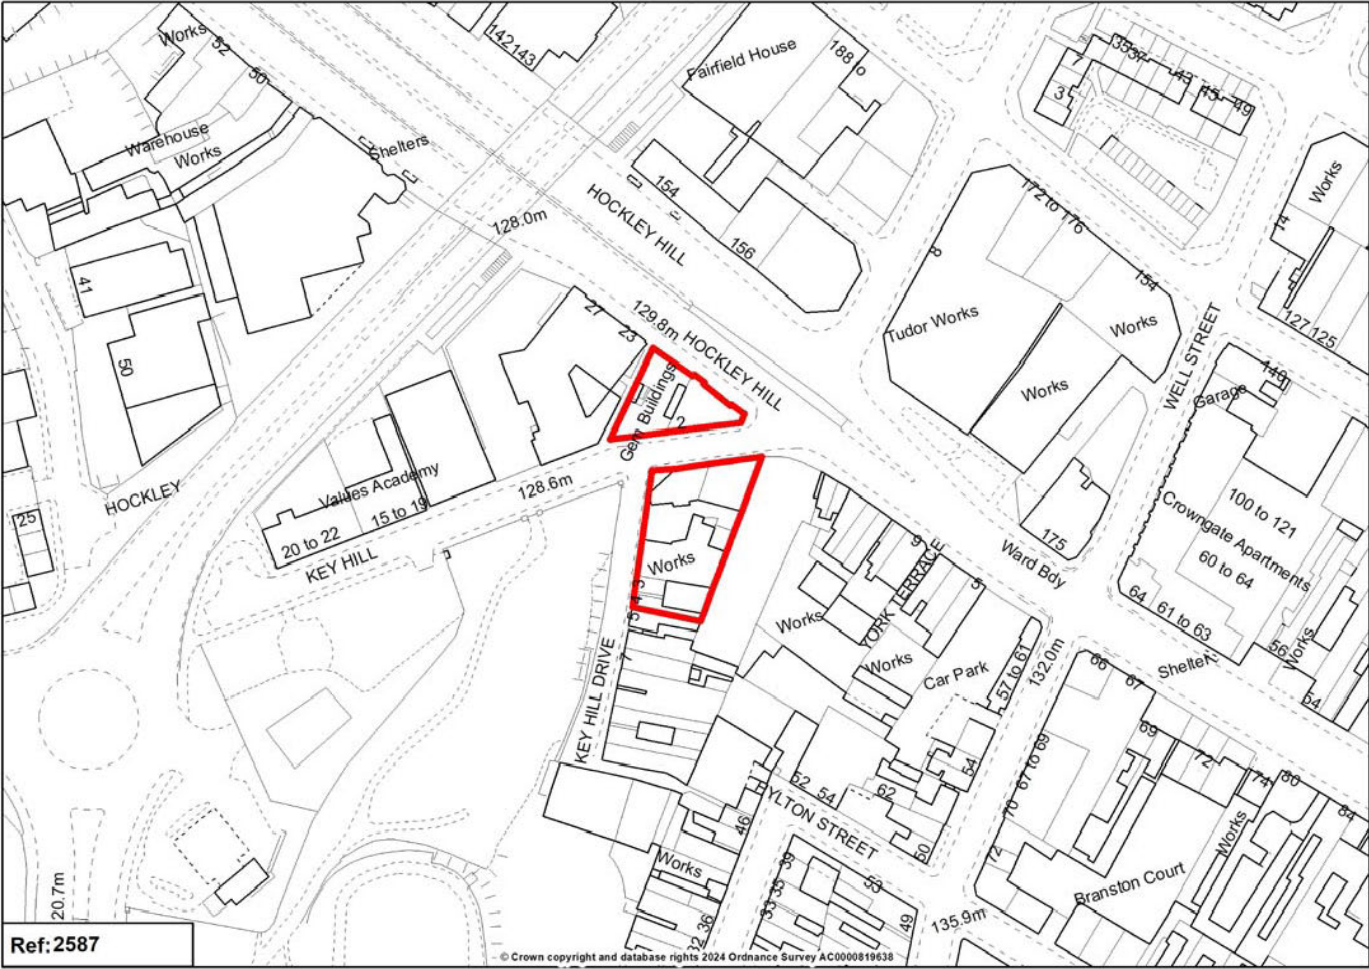 Works
52
50
142
143
Fairfield House
188 to
35
37
43
45
49
7
3
Warehouse
Works
Shelters
154
HOCKLEY HILL
128.0m
156
172 to 176
8
154
Works
14
41
27
23
129.8m
HOCKLEY HILL
Tudor Works
Works
WELL STREET
127
125
50
Gem Buildings
2
Works
Garage
140
Values Academy
15 to 19
20 to 22
KEY HILL
128.6m
HOCKLEY
25
100 to 121
Crowngate Apartments
60 to 64
175
Ward Bdy
Works
3
4
5
9
5
YORK TERRACE
Works
Works
Car Park
57 to 61
132.0m
64
61 to 63
Shelter
56
Works
54
KEY HILL DRIVE
7
66
67
69
72
74
80
84
52
54
62
54
HYLTON STREET
50
67 to 69
70
72
46
Works
39
35
33
53
49
32
36
135.9m
Branston Court
Works
20.7m
Ref:2587
© Crown copyright and database rights 2024 Ordnance Survey AC0000819638